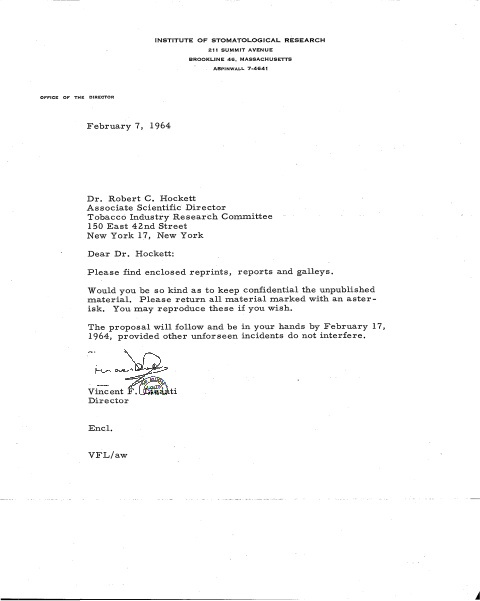 INSTITUTE OF STOMATOLOGICAL RESEARCH
211 SUMMIT AVENUE
BROOKLINE 46, MASSACHUSETTS
ASPINWALL 7-4641
OFFICE OF THE DIRECTOR
February 7, 1964
Dr. Robert C. Hockett
Associate Scientific Director
Tobacco Industry Research Committee
150 East 42nd Street
New York 17, New York
Dear Dr. Hockett:
Please find enclosed reprints, reports and galleys.
Would you be so kind as to keep confidential the unpublished
material. Please return all material marked with an aster-
isk. You may reproduce these if you wish.
The proposal will follow and be in your hands by February 17,
1964, provided other unforseen incidents do not interfere.
Vincent F.
Director
Encl.
VFL/aw